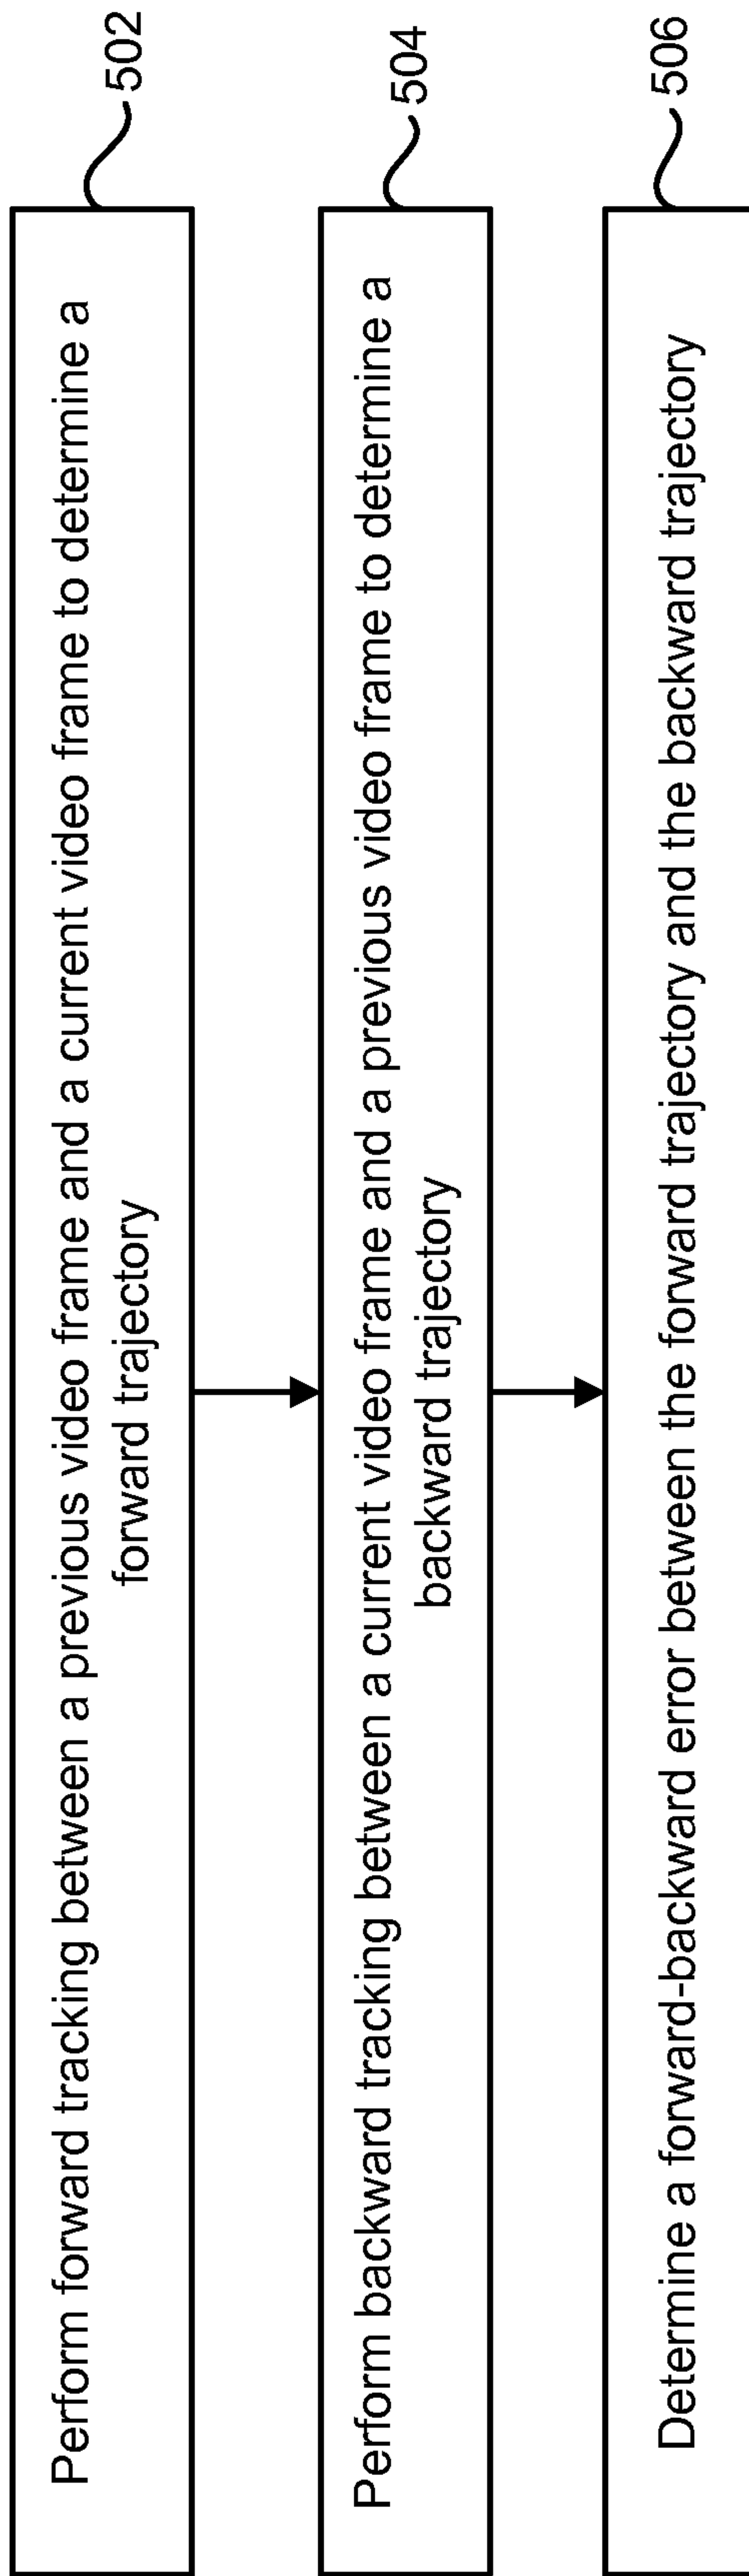 Perform forward tracking between a previous video frame and a current video frame to determine a
forward trajectory
502
Perform backward tracking between a current video frame and a previous video frame to determine a
backward trajectory
504
Determine a forward-backward error between the forward trajectory and the backward trajectory
506